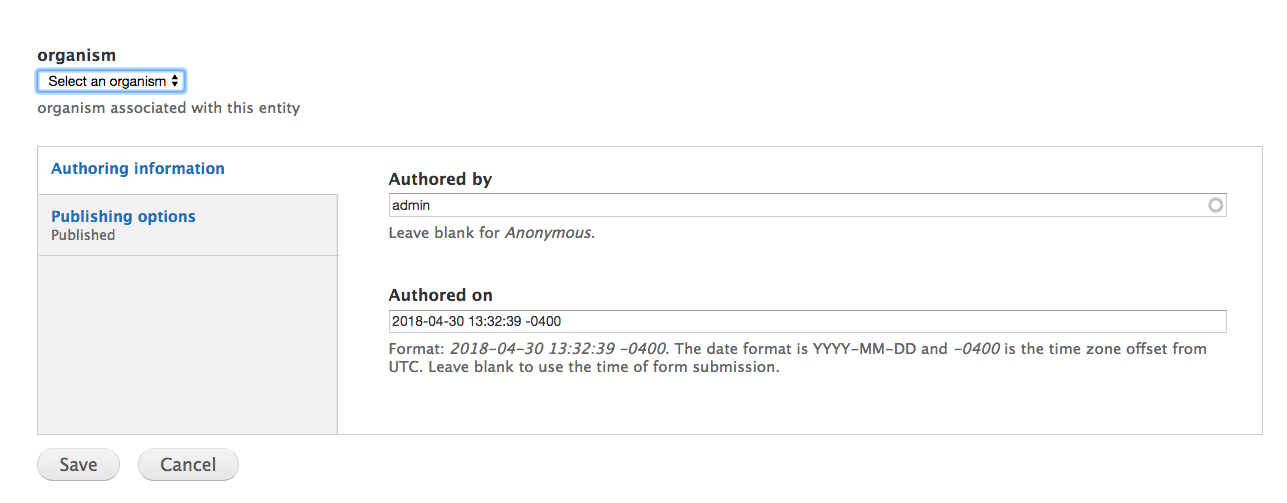 organism
Select an organism
organism associated with this entity
Authoring information
Publishing options
Published
Authored by
admin
Leave blank for Anonymous.
Authored on
2018-04-30 13:32:39 -0400
Format: 2018-04-30 13:32:39 -0400. The date format is YYYY-MM-DD and -0400 is the time zone offset from
UTC. Leave blank to use the time of form submission.
Save
Cancel